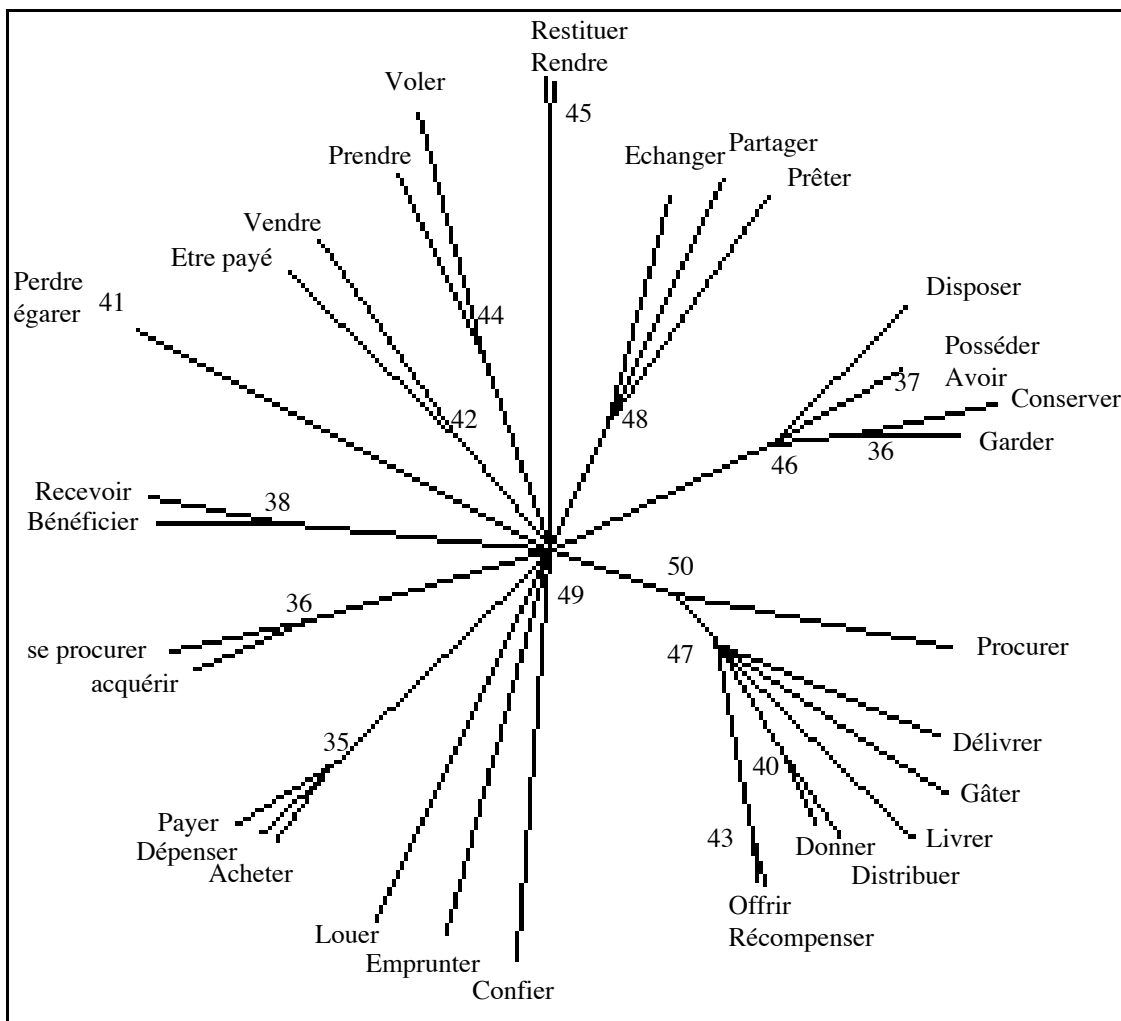 Restituer
Rendre
45
Voler
Prendre
Echanger
Partager
Prêter
Vendre
Etre payé
Perdre
égarer
41
44
42
48
Disposer
Posséder
Avoir
37
Conserver
Garder
36
46
Recevoir
Bénéficier
38
50
49
36
se procurer
acquérir
47
Procurer
35
Payer
Dépenser
Acheter
40
43
Délivrer
Gâter
Livrer
Donner
Distribuer
Offrir
Récompenser
Louer
Emprunter
Confier